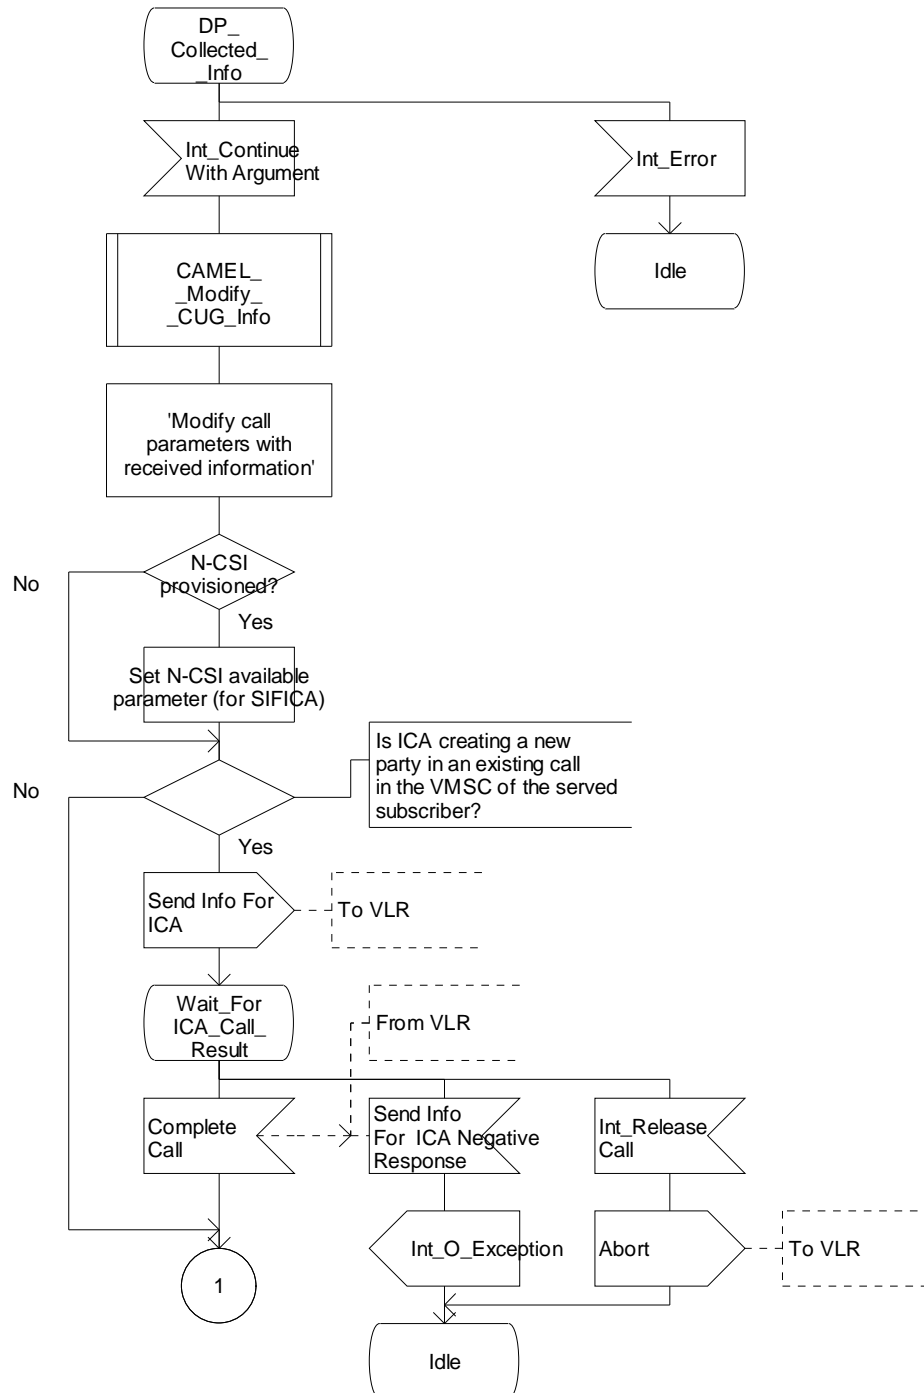 DP_
Collected_
_Info
Int_Continue
With Argument
Int_Error
CAMEL_
_Modify_
_CUG_Info
Idle
'Modify call
parameters with
received information'
N-CSI
provisioned?
No
Yes
Set N-CSI available
parameter (for SIFICA)
Is ICA creating a new
party in an existing call
in the VMSC of the served
subscriber?
No
Yes
Send Info For
ICA
To VLR
Wait_For
ICA_Call_
Result
From VLR
Complete
Call
Send Info
For ICA Negative
Response
Int_Release
Call
Int_O_Exception
Abort
To VLR
1
Idle